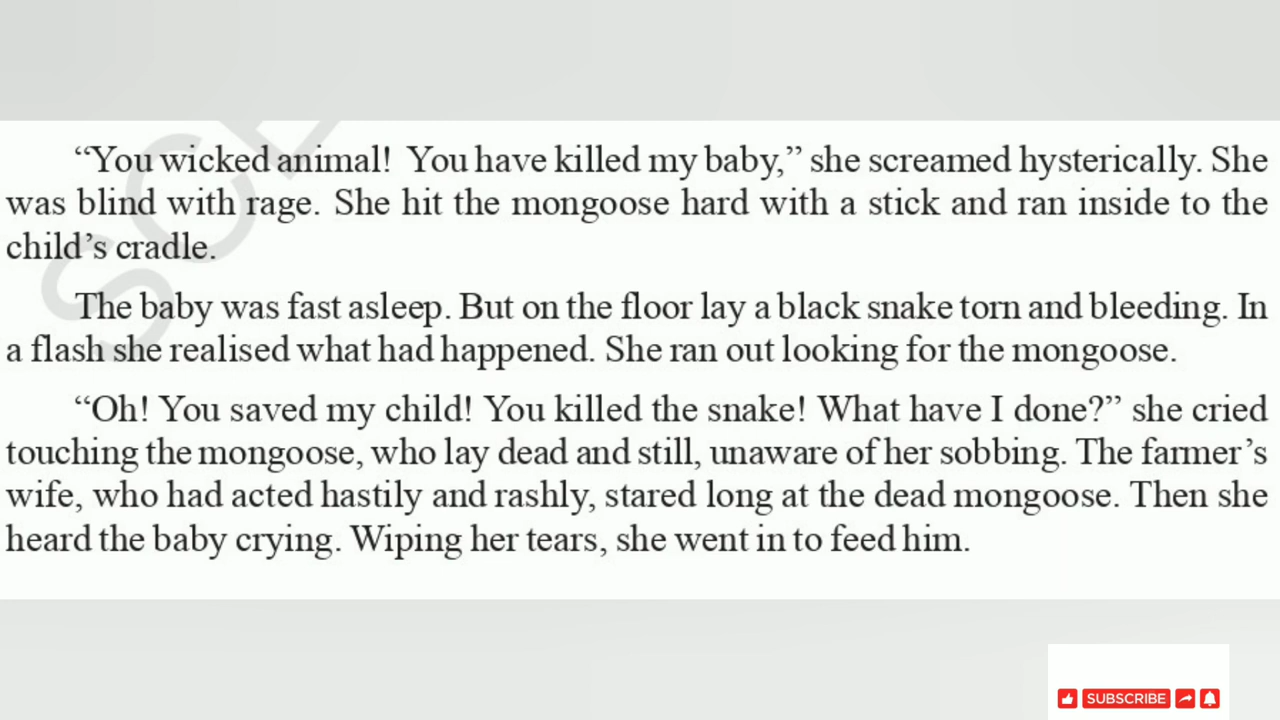 “You wicked animal! You have killed my baby,” she screamed hysterically. She
was blind with rage. She hit the mongoose hard with a stick and ran inside to the
child’s cradle.
The baby was fast asleep. But on the floor lay a black snake torn and bleeding. In
a flash she realised what had happened. She ran out looking for the mongoose.
“Oh! You saved my child! You killed the snake! What have I done?” she cried
touching the mongoose, who lay dead and still, unaware of her sobbing. The farmer’s
wife, who had acted hastily and rashly, stared long at the dead mongoose. Then she
heard the baby crying. Wiping her tears, she went in to feed him.
SUBSCRIBE